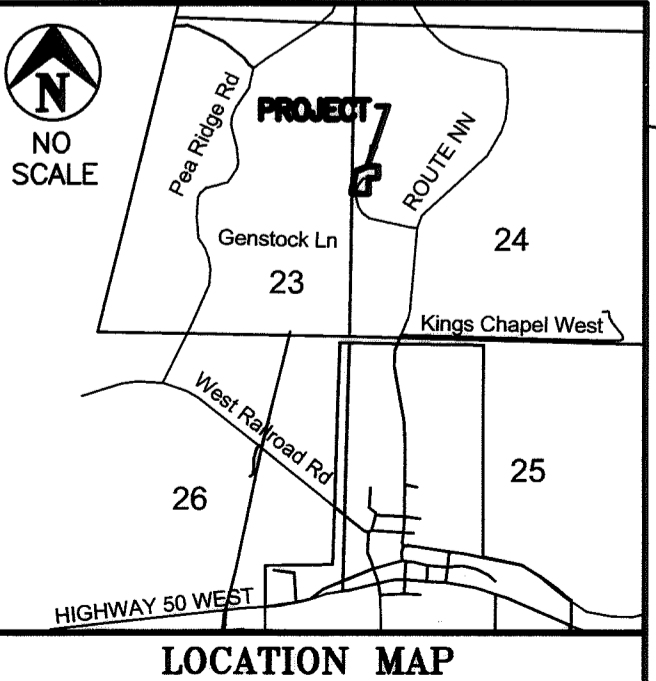 N
NO
SCALE
Pea Ridge Rd
PROJECT
ROUTE NN
Genstock Ln
23
24
Kings Chapel West
West Railroad Rd
26
25
HIGHWAY 50 WEST
LOCATION MAP